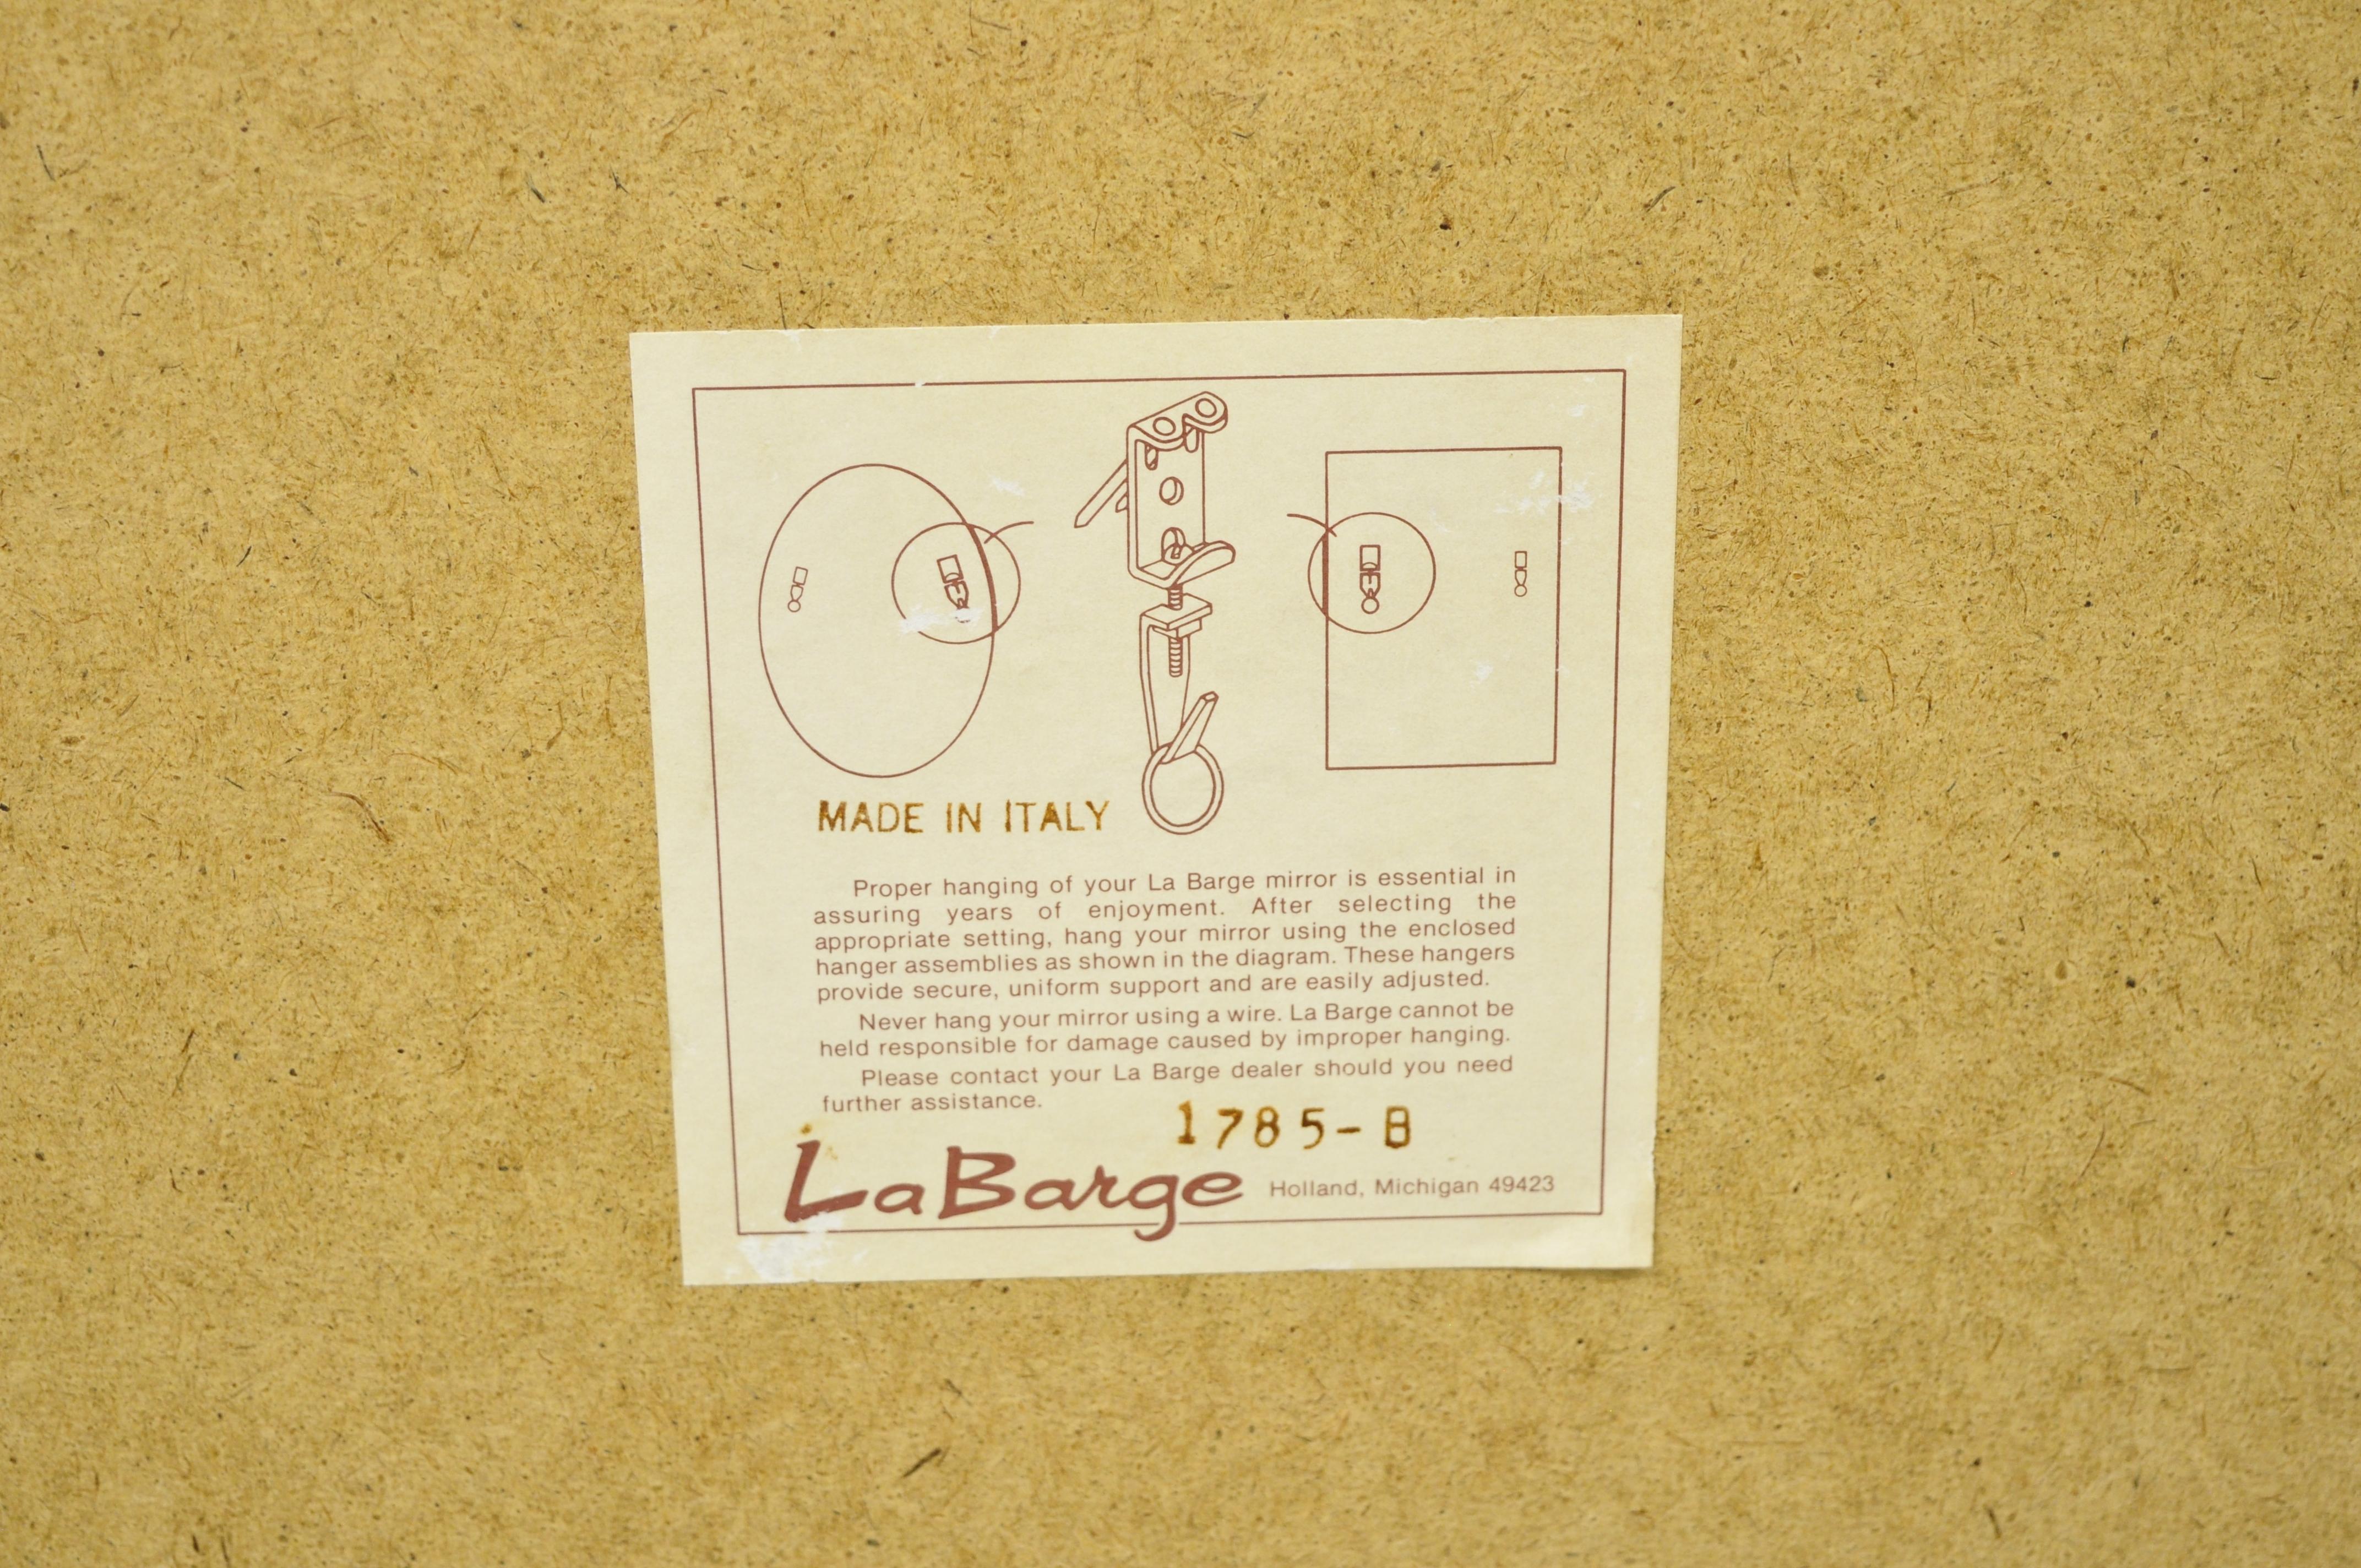 MADE IN ITALY
Proper hanging of your La Barge mirror is essential in
assuring years of enjoyment. After selecting the
appropriate setting, hang your mirror using the enclosed
hanger assemblies as shown in the diagram. These hangers
provide secure, uniform support and are easily adjusted.
Never hang your mirror using a wire. La Barge cannot be
held responsible for damage caused by improper hanging.
Please contact your La Barge dealer should you need
further assistance.
1785-B
LaBarge Holland, Michigan 49423